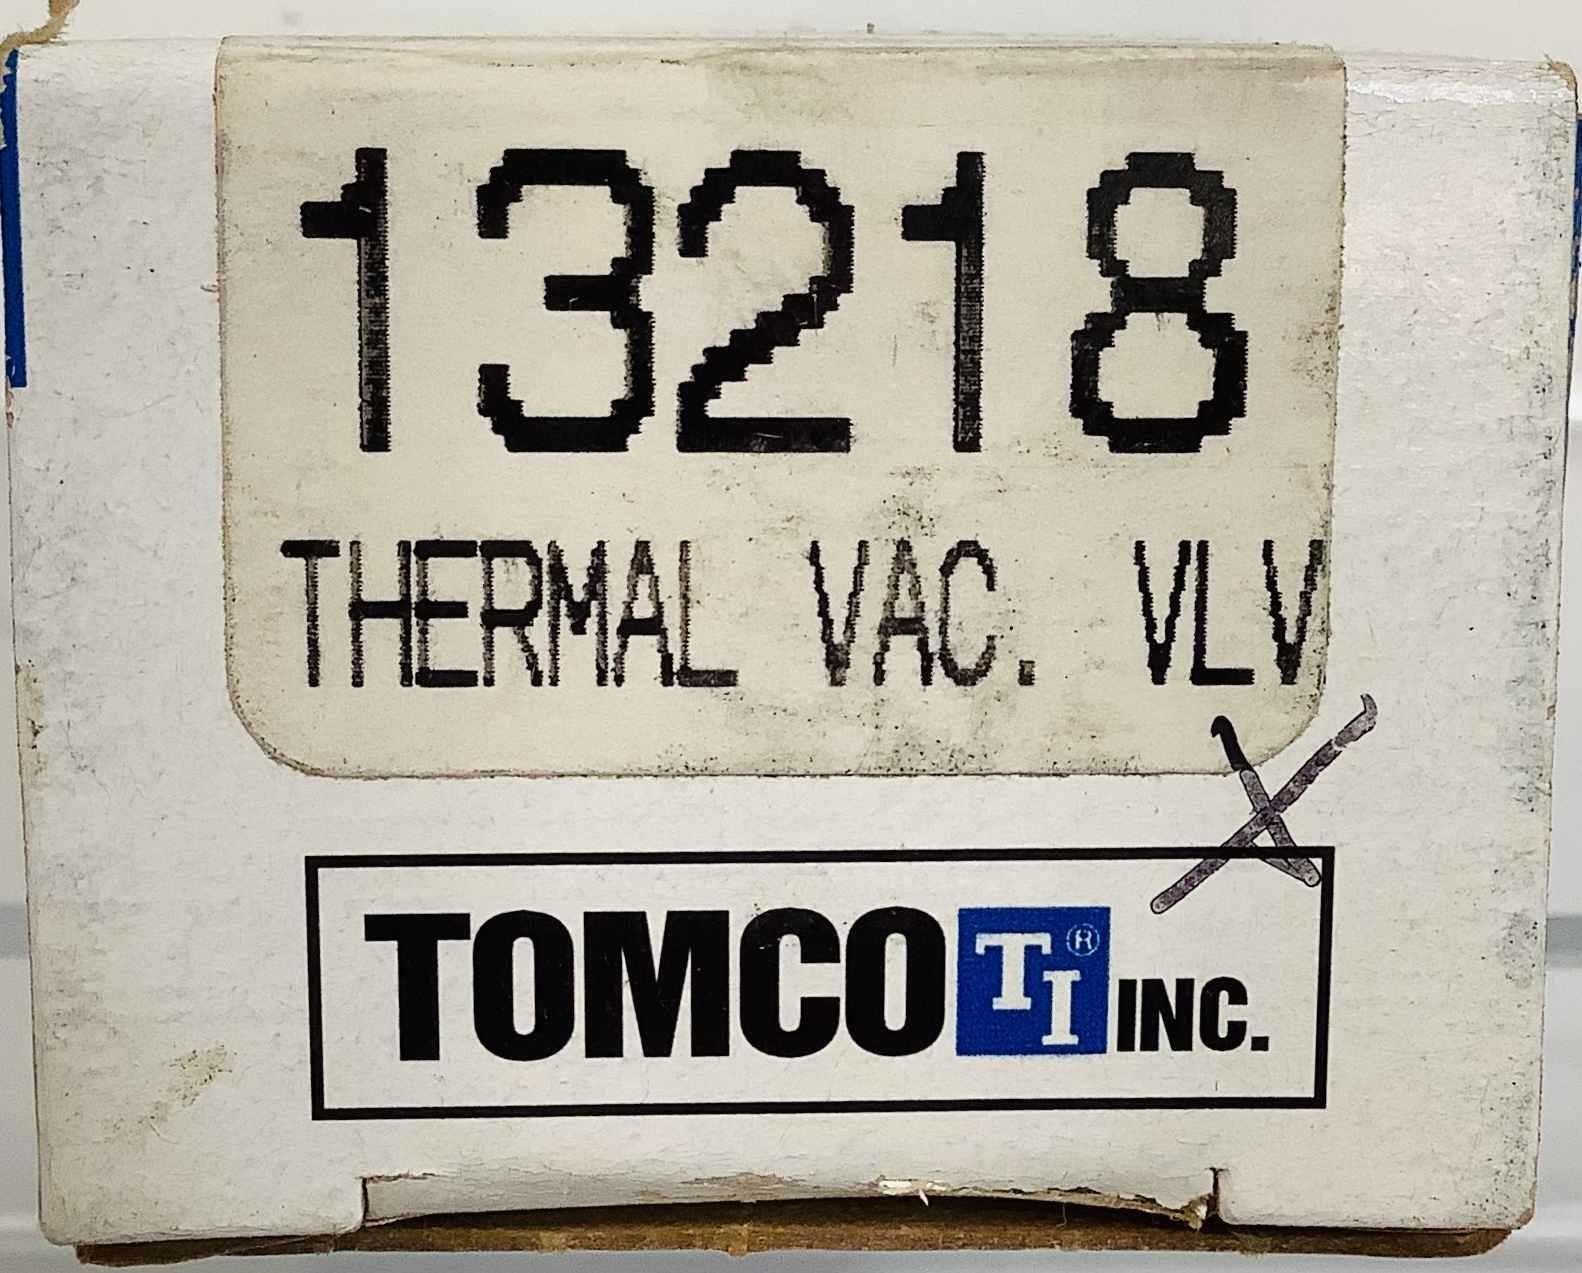 13218
THERMAL VAC. VLV
TOMCO TI® INC.